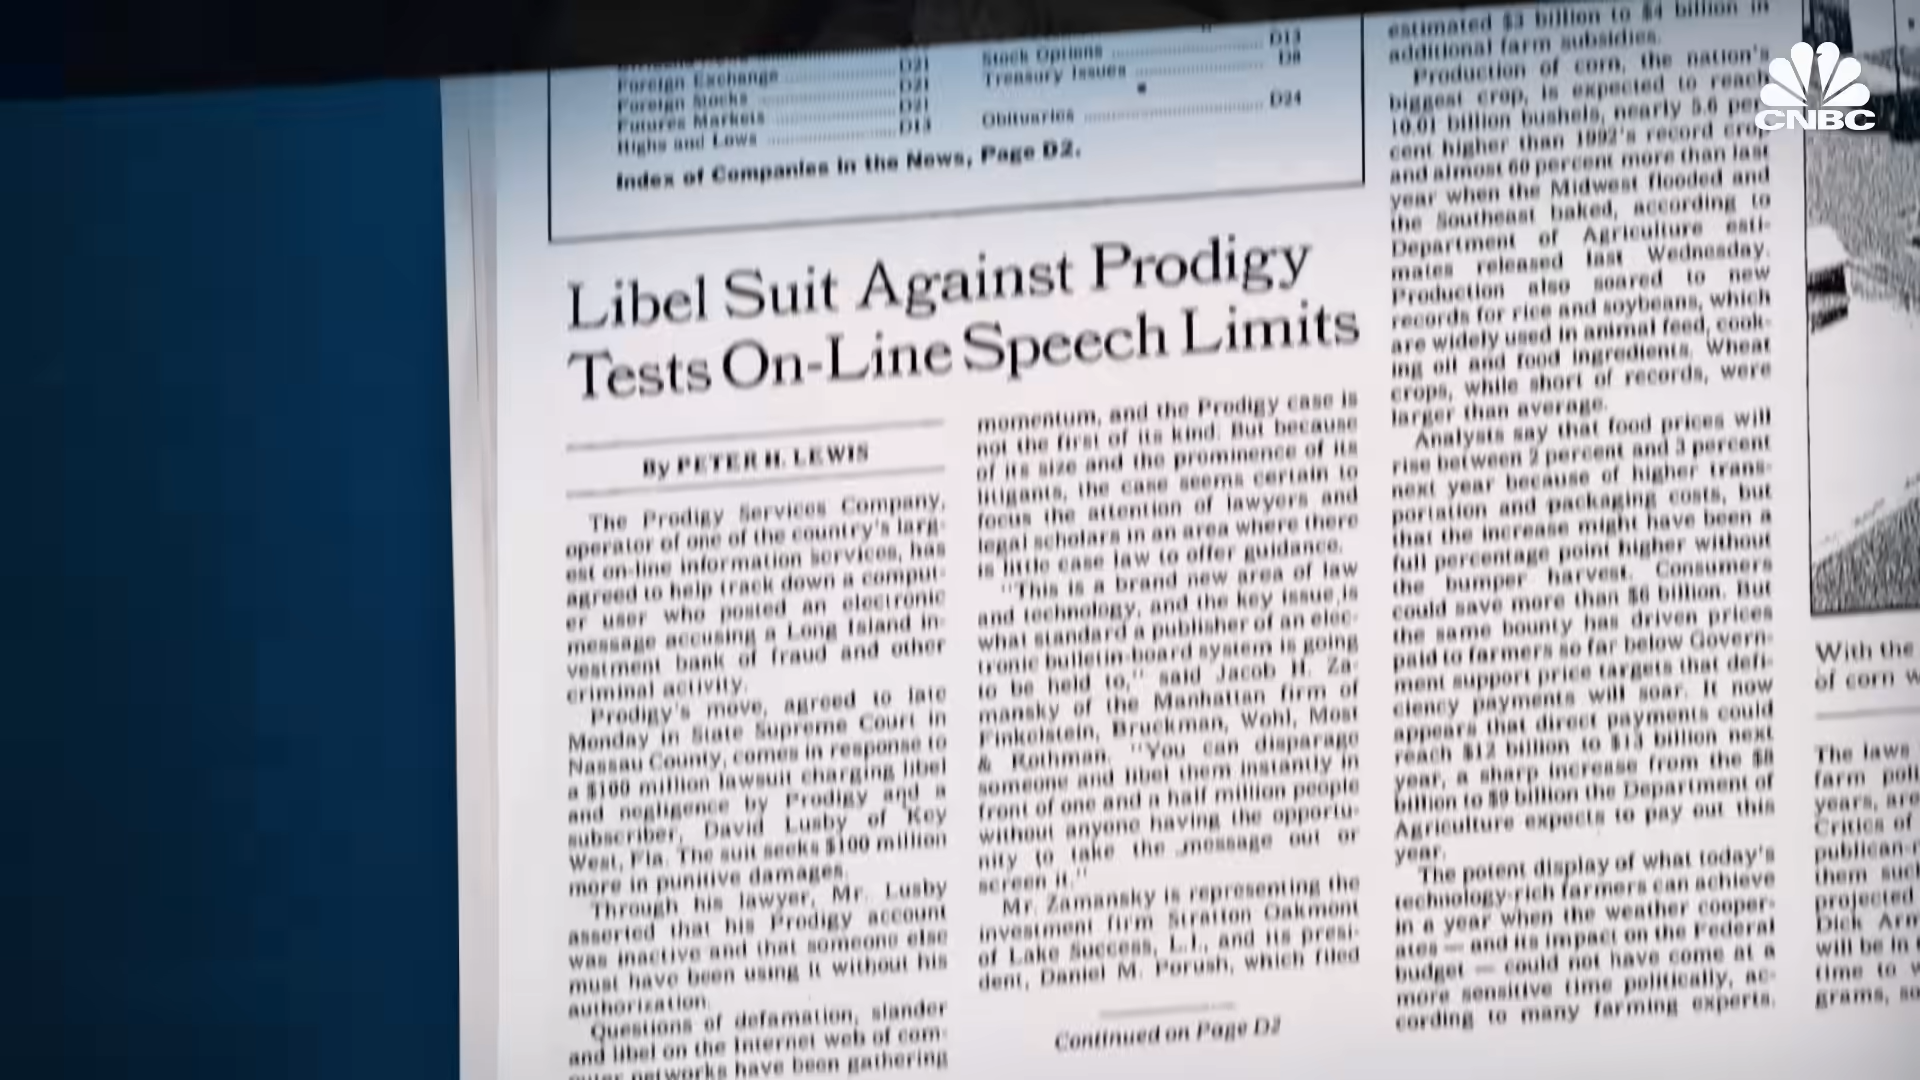 CNBC
Foreign Exchange D21
Foreign Stocks D21
Futures Markets D21
Highs and Lows D13
Stock Options D13
Treasury Issues D8
Obituaries D24
Index of Companies in the News, Page D2.
Libel Suit Against Prodigy
Tests On-Line Speech Limits
By PETER H. LEWIS
The Prodigy Services Company,
operator of one of the country's larg-
est on-line information services, has
agreed to help track down a comput-
er user who posted an electronic
message accusing a Long Island in-
vestment bank of fraud and other
criminal activity.
Prodigy's move, agreed to late
Monday in State Supreme Court in
Nassau County, comes in response to
a $100 million lawsuit charging libel
and negligence by Prodigy and a
subscriber, David Lusby of Key
West, Fla. The suit seeks $100 million
more in punitive damages.
Through his lawyer, Mr. Lusby
asserted that his Prodigy account
was inactive and that someone else
must have been using it without his
authorization.
Questions of defamation, slander
and libel on the Internet web of com-
puter networks have been gathering
momentum, and the Prodigy case is
not the first of its kind. But because
of its size and the prominence of its
litigants, the case seems certain to
focus the attention of lawyers and
legal scholars in an area where there
is little case law to offer guidance.
"This is a brand new area of law
and technology, and the key issue is
what standard a publisher of an elec-
tronic bulletin-board system is going
to be held to," said Jacob H. Za-
mansky of the Manhattan firm of
Finkelstein, Bruckman, Wohl, Most
& Rothman. "You can disparage
someone and libel them instantly in
front of one and a half million people
without anyone having the opportu-
nity to take the message out or
screen it."
Mr. Zamansky is representing the
investment firm Stratton Oakmont
of Lake Success, L.I., and its presi-
dent, Daniel M. Porush, which filed
Continued on Page D2
estimated $3 billion to $4 billion in
additional farm subsidies.
Production of corn, the nation's
biggest crop, is expected to reach
10.01 billion bushels, nearly 5.6 per-
cent higher than 1992's record crop
and almost 60 percent more than last
year when the Midwest flooded and
the Southeast baked, according to
Department of Agriculture esti-
mates released last Wednesday.
Production also soared to new
records for rice and soybeans, which
are widely used in animal feed, cook-
ing oil and food ingredients. Wheat
crops, while short of records, were
larger than average.
Analysts say that food prices will
rise between 2 percent and 3 percent
next year because of higher trans-
portation and packaging costs, but
that the increase might have been a
full percentage point higher without
the bumper harvest. Consumers
could save more than $6 billion. But
the same bounty has driven prices
paid to farmers so far below Govern-
ment support price targets that defi-
ciency payments will soar. It now
appears that direct payments could
reach $12 billion to $13 billion next
year, a sharp increase from the $8
billion to $9 billion the Department of
Agriculture expects to pay out this
year.
The potent display of what today's
technology-rich farmers can achieve
in a year when the weather cooper-
ates — and its impact on the Federal
budget — could not have come at a
more sensitive time politically, ac-
cording to many farming experts.
With the
of corn
The laws
farm poli
years, are
Critics of
publican-
them suc
projected
Dick Arm
will be in
time to
grams, so